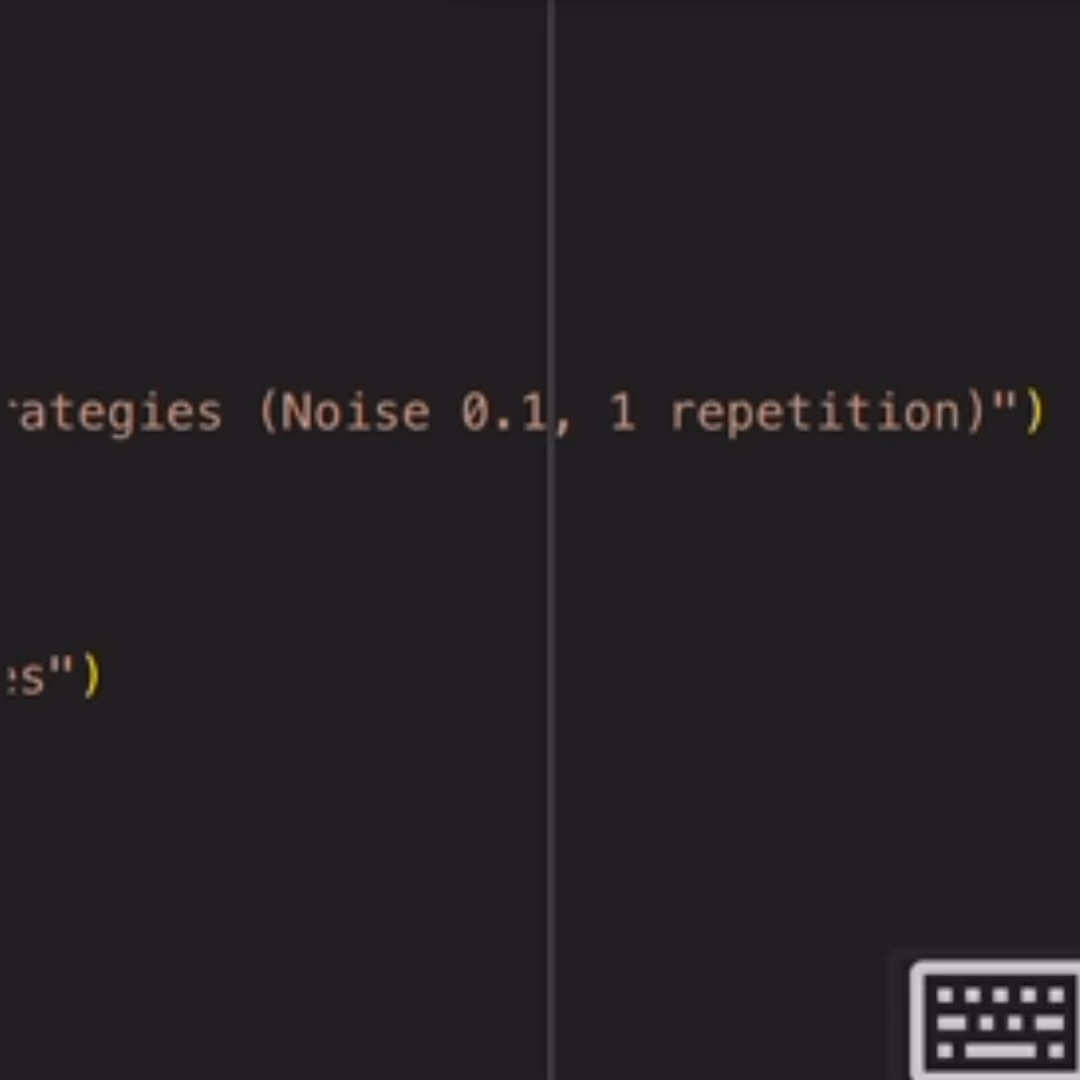 ategies (Noise 0.1, 1 repetition)")
s")